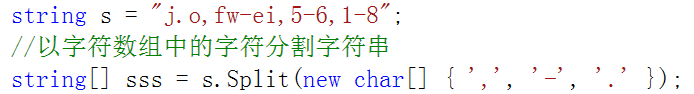 string s = "j.o,fw-ei,5-6,1-8";
//以字符数组中的字符分割字符串
string[] sss = s.Split(new char[] { ',', '-', '.' });